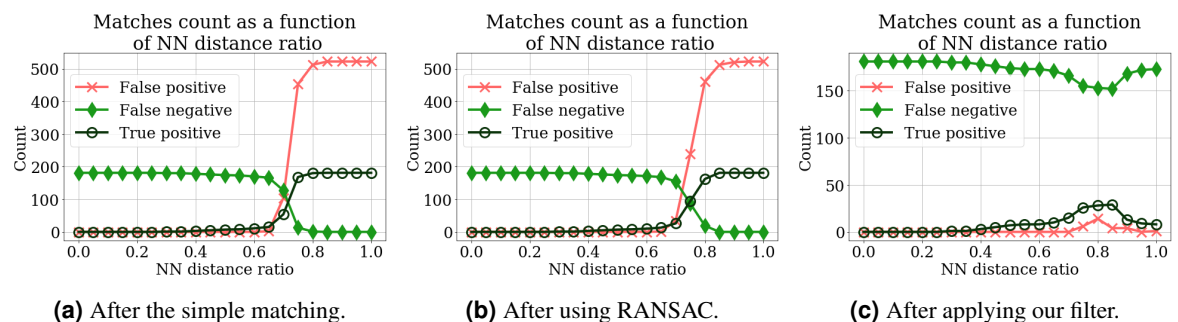 Matches count as a function
of NN distance ratio
500
400
300
200
100
0
Count
False positive
False negative
True positive
0.0 0.2 0.4 0.6 0.8 1.0
NN distance ratio
(a) After the simple matching.
Matches count as a function
of NN distance ratio
500
400
300
200
100
0
Count
False positive
False negative
True positive
0.0 0.2 0.4 0.6 0.8 1.0
NN distance ratio
(b) After using RANSAC.
Matches count as a function
of NN distance ratio
150
100
50
0
Count
False positive
False negative
True positive
0.0 0.2 0.4 0.6 0.8 1.0
NN distance ratio
(c) After applying our filter.